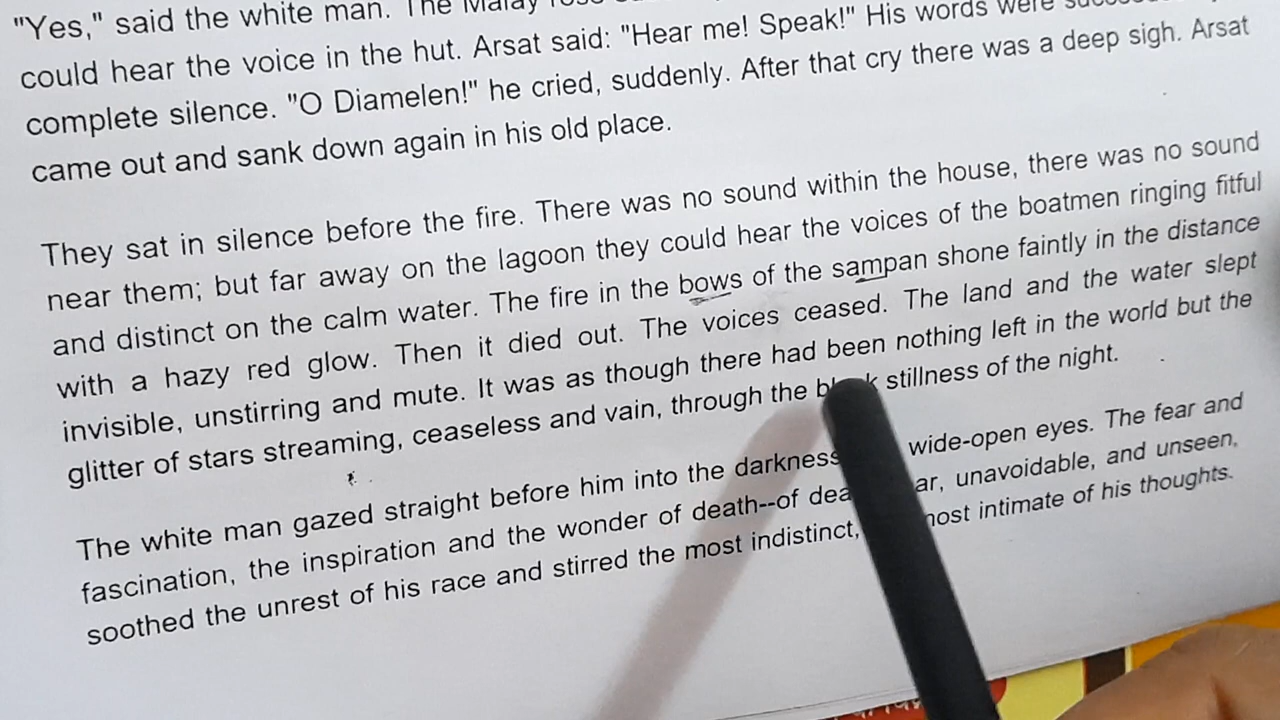 "Yes," said the white man. The Malay
could hear the voice in the hut. Arsat said: "Hear me! Speak!" His words were
complete silence. "O Diamelen!" he cried, suddenly. After that cry there was a deep sigh. Arsat
came out and sank down again in his old place.
They sat in silence before the fire. There was no sound within the house, there was no sound
near them; but far away on the lagoon they could hear the voices of the boatmen ringing fitful
and distinct on the calm water. The fire in the bows of the sampan shone faintly in the distance
with a hazy red glow. Then it died out. The voices ceased. The land and the water slept
invisible, unstirring and mute. It was as though there had been nothing left in the world but the
glitter of stars streaming, ceaseless and vain, through the stillness of the night.
The white man gazed straight before him into the darkness wide-open eyes. The fear and
fascination, the inspiration and the wonder of death--of unavoidable, and unseen,
soothed the unrest of his race and stirred the most indistinct, intimate of his thoughts.